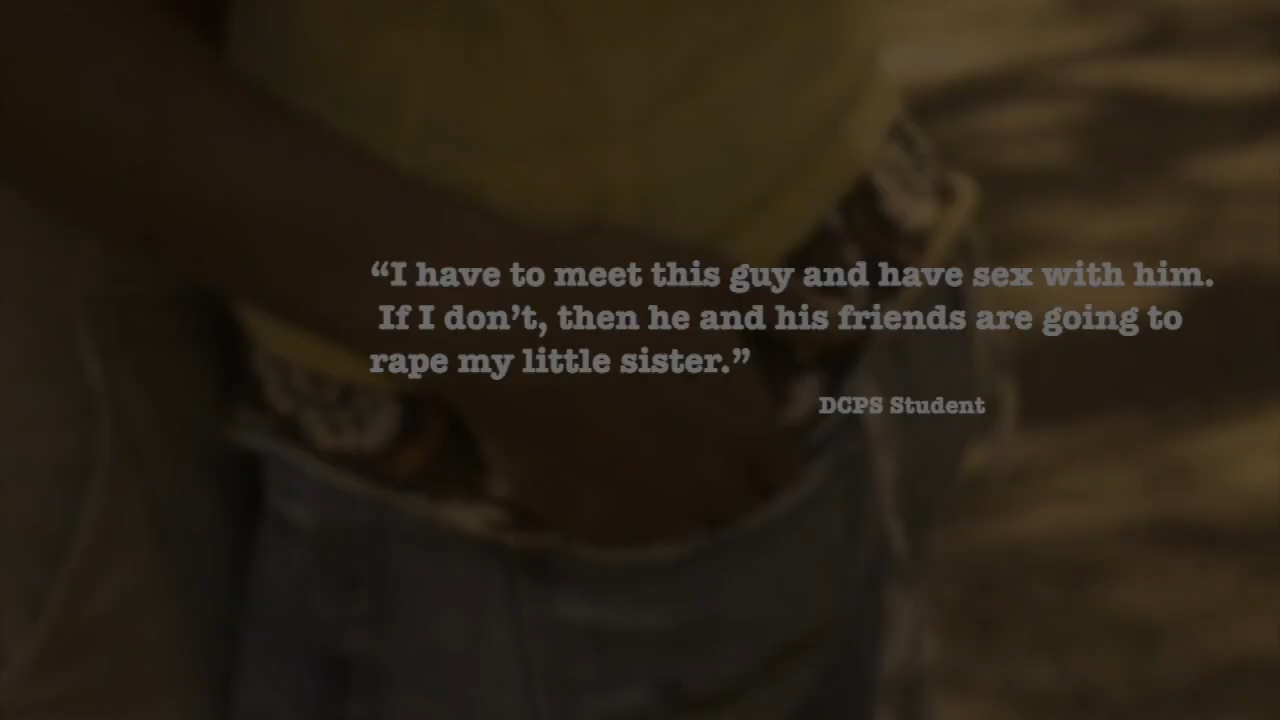 “I have to meet this guy and have sex with him.
If I don’t, then he and his friends are going to
rape my little sister.”
DCPS Student